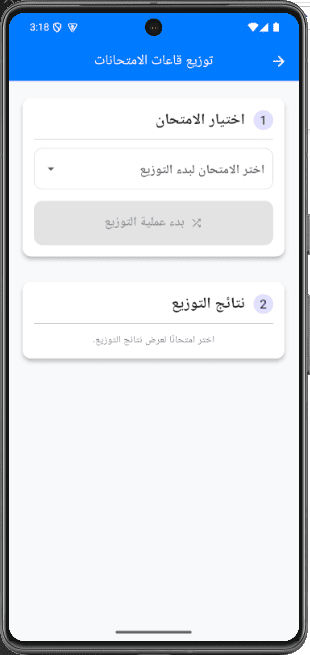 3:18
توزيع قاعات الامتحانات
1 اختيار الامتحان
اختر الامتحان لبدء التوزيع
بدء عملية التوزيع
2 نتائج التوزيع
اختر امتحانًا لعرض نتائج التوزيع.